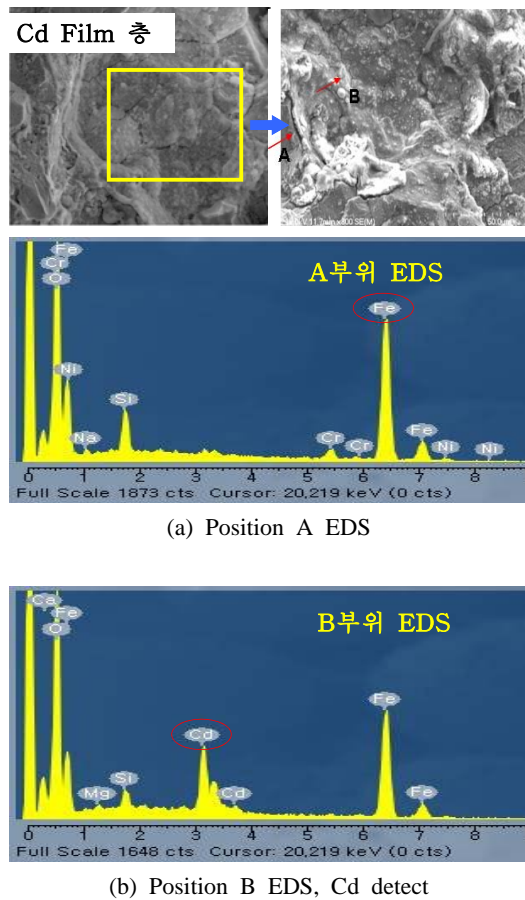 Cd Film 층
B
A
50.0um
A부위 EDS
Fe
Cr
O
Fe
Ni
Si
Na
Cr
Cr
Fe
Ni
Ni
0 1 2 3 4 5 6 7 8
Full Scale 1873 cts Cursor: 20,219 keV (0 cts)
(a) Position A EDS
B부위 EDS
Ca
Fe
O
Cd
Fe
Mg
Si
Cd
Fe
0 1 2 3 4 5 6 7 8
Full Scale 1648 cts Cursor: 20,219 keV (0 cts)
(b) Position B EDS, Cd detect